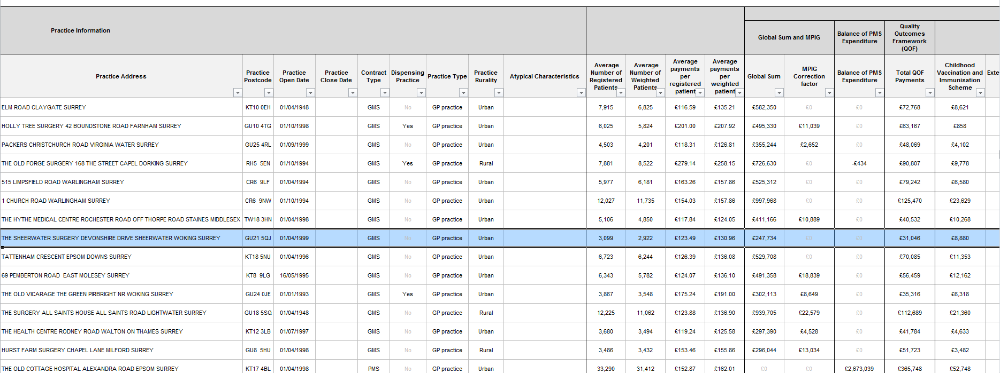 Practice Information
Global Sum and MPIG
Balance of PMS Expenditure
Quality Outcomes Framework (QOF)
Practice Address Practice Postcode Practice Open Date Practice Close Date Contract Type Dispensing Practice Practice Type Practice Rurality Atypical Characteristics Average Number of Registered Patients Average Number of Weighted Patients Average payments per registered patient Average payments per weighted patient Global Sum MPIG Correction factor Balance of PMS Expenditure Total QOF Payments Childhood Vaccination and Immunisation Scheme Exte
ELM ROAD CLAYGATE SURREY KT10 0EH 01/04/1948 GMS No GP practice Urban 7,915 6,825 £116.59 £135.21 £582,350 £0 £0 £72,768 £8,621
HOLLY TREE SURGERY 42 BOUNDSTONE ROAD FARNHAM SURREY GU10 4TG 01/10/1998 GMS Yes GP practice Urban 6,025 5,824 £201.00 £207.92 £495,330 £11,039 £0 £63,167 £858
PACKERS CHRISTCHURCH ROAD VIRGINIA WATER SURREY GU25 4RL 01/09/1999 GMS No GP practice Urban 4,503 4,201 £118.31 £126.81 £355,244 £2,652 £0 £48,069 £4,102
THE OLD FORGE SURGERY 168 THE STREET CAPEL DORKING SURREY RH5 5EN 01/10/1994 GMS Yes GP practice Rural 7,881 8,522 £279.14 £258.15 £726,630 £0 -£434 £90,807 £9,778
515 LIMPSFIELD ROAD WARLINGHAM SURREY CR6 9LF 01/04/1994 GMS No GP practice Urban 5,977 6,181 £163.26 £157.86 £525,312 £0 £0 £79,242 £6,580
1 CHURCH ROAD WARLINGHAM SURREY CR6 9NW 01/10/1994 GMS No GP practice Urban 12,027 11,735 £154.03 £157.86 £997,968 £0 £0 £125,470 £23,629
THE HYTHE MEDICAL CENTRE ROCHESTER ROAD OFF THORPE ROAD STAINES MIDDLESEX TW18 3HN 01/04/1998 GMS No GP practice Urban 5,106 4,850 £117.84 £124.05 £411,166 £10,889 £0 £40,532 £10,268
THE SHEERWATER SURGERY DEVONSHIRE DRIVE SHEERWATER WOKING SURREY GU21 5QJ 01/04/1999 GMS No GP practice Urban 3,099 2,922 £123.49 £130.96 £247,734 £0 £0 £31,046 £8,880
TATTENHAM CRESCENT EPSOM DOWNS SURREY KT18 5NU 01/04/1996 GMS No GP practice Urban 6,723 6,244 £126.39 £136.08 £529,708 £0 £0 £70,085 £11,353
69 PEMBERTON ROAD EAST MOLESEY SURREY KT8 9LG 16/05/1995 GMS No GP practice Urban 6,343 5,782 £124.07 £136.10 £491,358 £18,839 £0 £56,459 £12,162
THE OLD VICARAGE THE GREEN PIRBRIGHT NR WOKING SURREY GU24 0JE 01/01/1993 GMS Yes GP practice Urban 3,867 3,548 £175.24 £191.00 £302,113 £8,649 £0 £35,316 £6,318
THE SURGERY ALL SAINTS HOUSE ALL SAINTS ROAD LIGHTWATER SURREY GU18 5SQ 01/04/1948 GMS No GP practice Rural 12,225 11,062 £123.88 £136.90 £939,705 £22,579 £0 £112,689 £21,360
THE HEALTH CENTRE RODNEY ROAD WALTON ON THAMES SURREY KT12 3LB 01/07/1997 GMS No GP practice Urban 3,680 3,494 £119.24 £125.58 £297,390 £4,528 £0 £41,784 £4,633
HURST FARM SURGERY CHAPEL LANE MILFORD SURREY GU8 5HU 01/04/1998 GMS No GP practice Rural 3,486 3,432 £153.46 £155.86 £296,044 £13,034 £0 £51,723 £3,482
THE OLD COTTAGE HOSPITAL ALEXANDRA ROAD EPSOM SURREY KT17 4BL 01/04/1998 PMS No GP practice Urban 33,290 31,412 £152.87 £162.01 £0 £0 £2,673,039 £365,748 £52,748